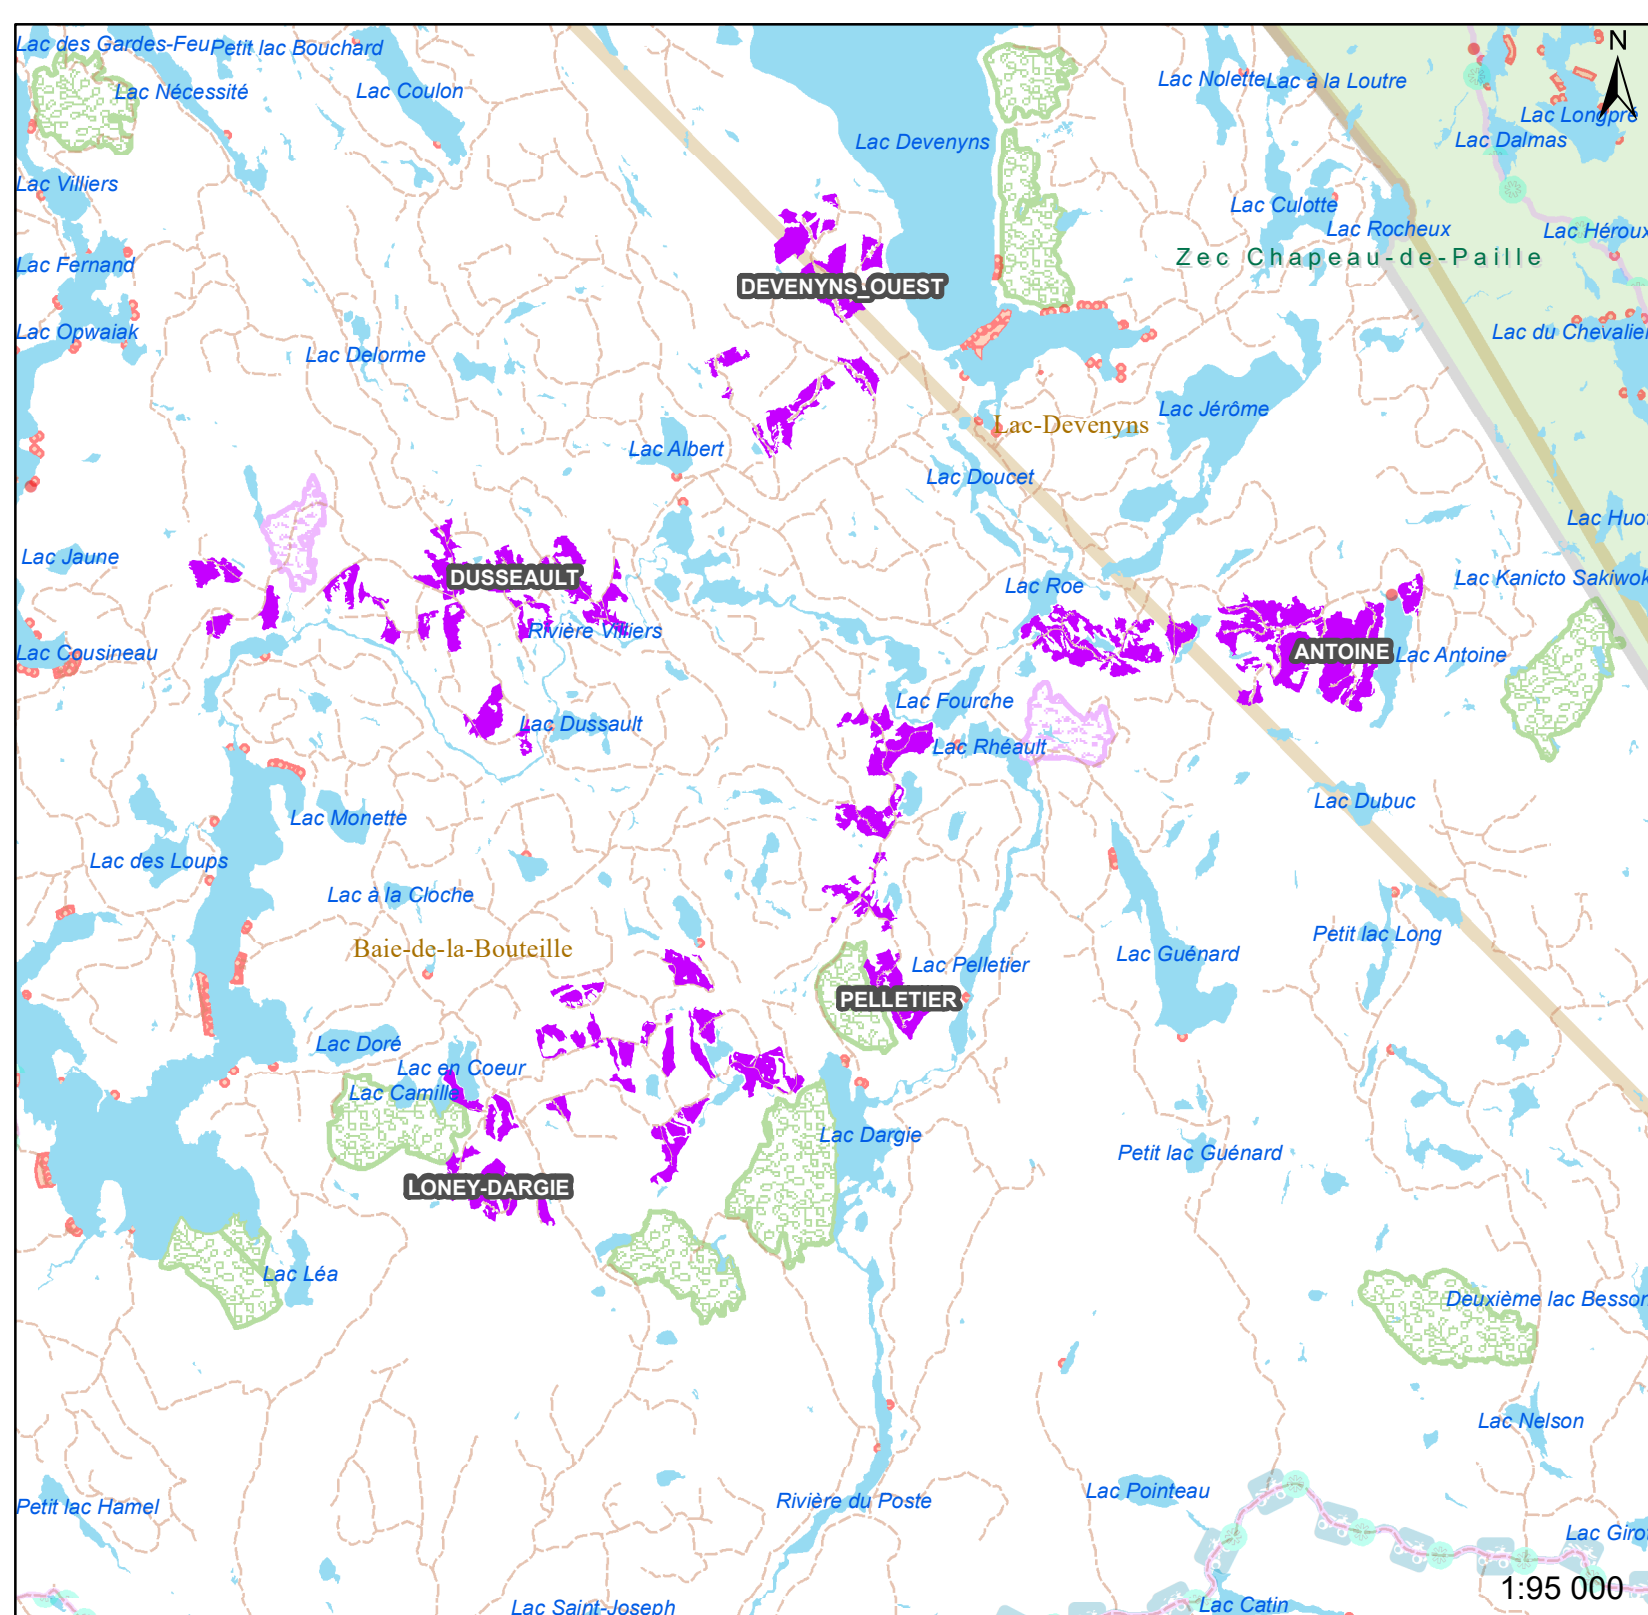 N
Lac des Gardes-Feu
Petit lac Bouchard
Lac Nécessité
Lac Coulon
Lac Nolette
Lac à la Loutre
Lac Longpré
Lac Devenyns
Lac Dalmas
Lac Villiers
Lac Culotte
Lac Rocheux
Lac Héroux
Zec Chapeau-de-Paille
Lac Fernand
DEVENYNS_OUEST
Lac Opwaiak
Lac du Chevalier
Lac Delorme
Lac Jérôme
Lac-Devenyns
Lac Albert
Lac Doucet
Lac Huot
Lac Jaune
DUSSEAULT
Lac Roe
Lac Kanicto Sakiwok
Rivière Villiers
Lac Cousineau
ANTOINE
Lac Antoine
Lac Fourche
Lac Dussault
Lac Rhéault
Lac Dubuc
Lac Monette
Lac des Loups
Lac à la Cloche
Petit lac Long
Baie-de-la-Bouteille
Lac Guénard
Lac Pelletier
PELLETIER
Lac Doré
Lac en Coeur
Lac Camille
Lac Dargie
Petit lac Guénard
LONEY-DARGIE
Lac Léa
Deuxième lac Besson
Lac Nelson
Lac Pointeau
Rivière du Poste
Petit lac Hamel
Lac Giro
1:95 000
Lac Saint-Joseph
Lac Catin